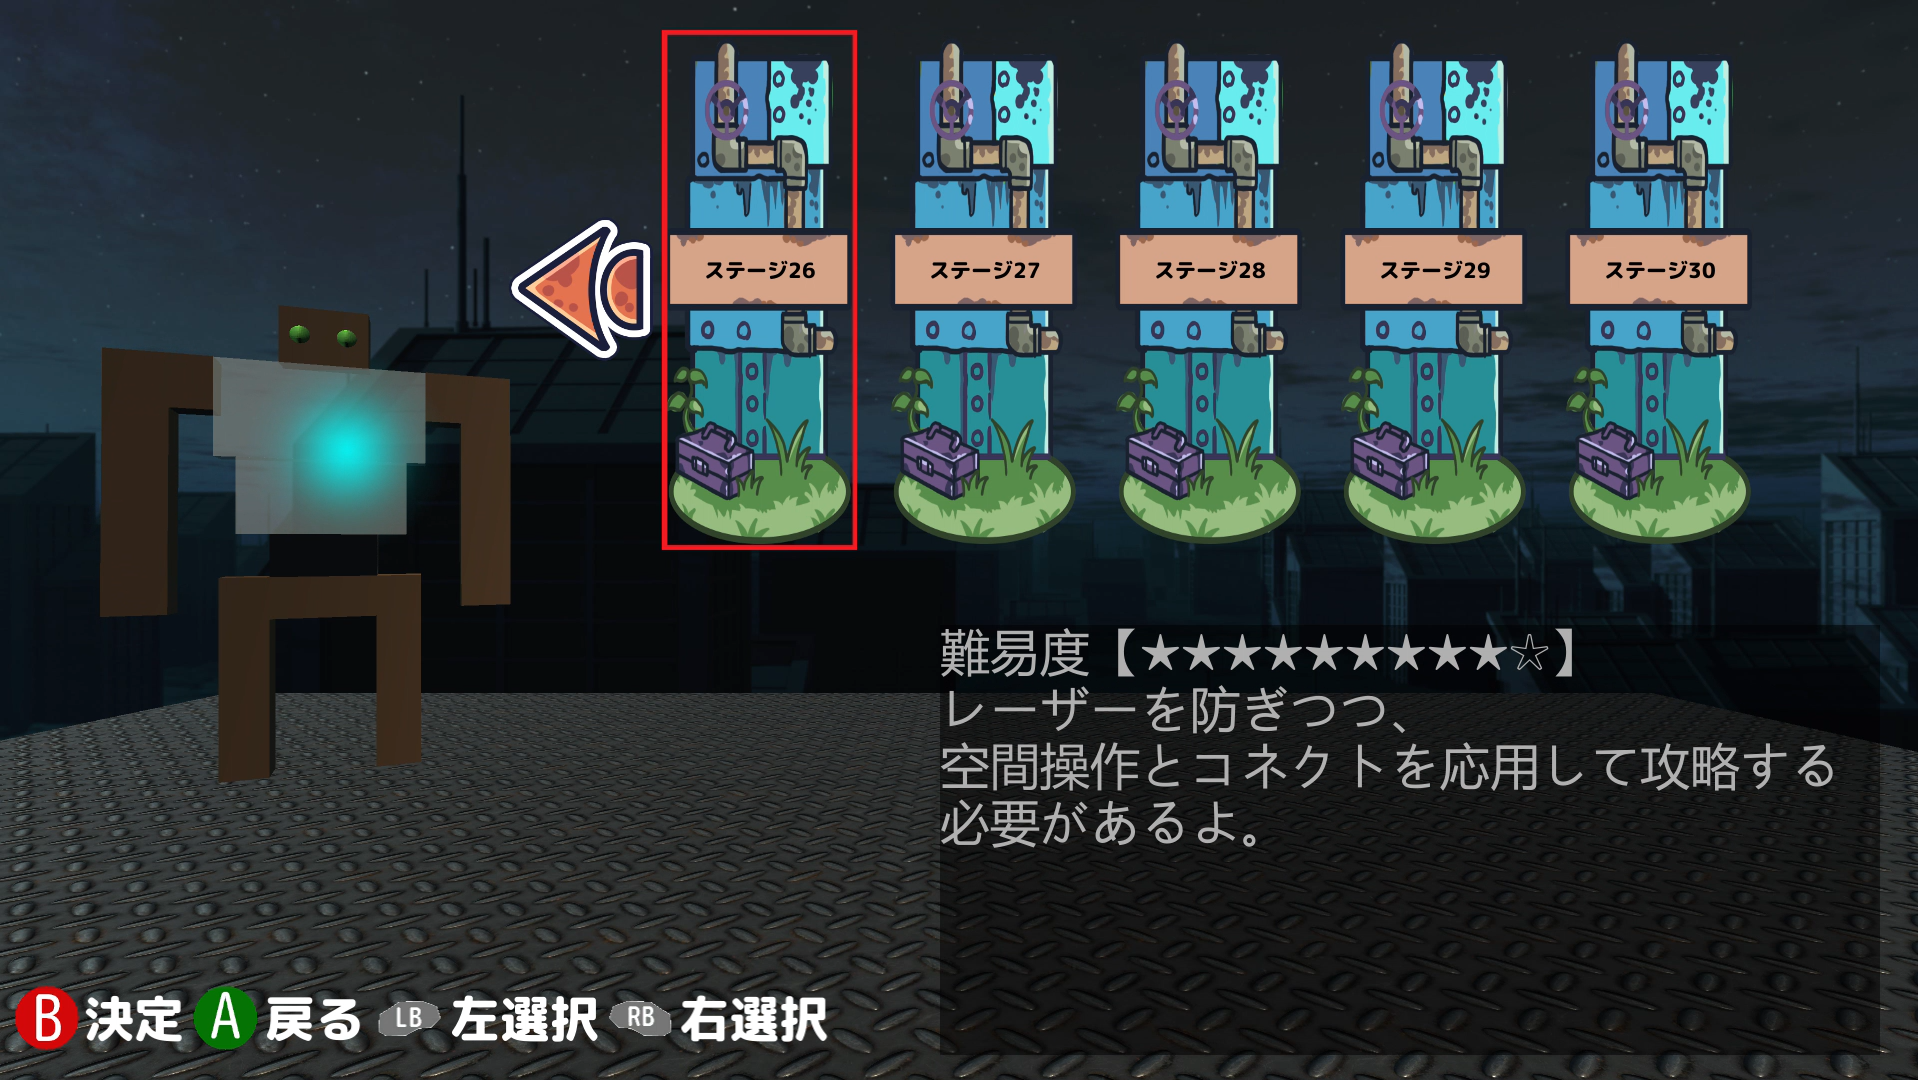 ステージ26
ステージ27
ステージ28
ステージ29
ステージ30
難易度【★★★★★★★★★☆】
レーザーを防ぎつつ、
空間操作とコネクトを応用して攻略する
必要があるよ。
B 決定 A 戻る LB 左選択 RB 右選択